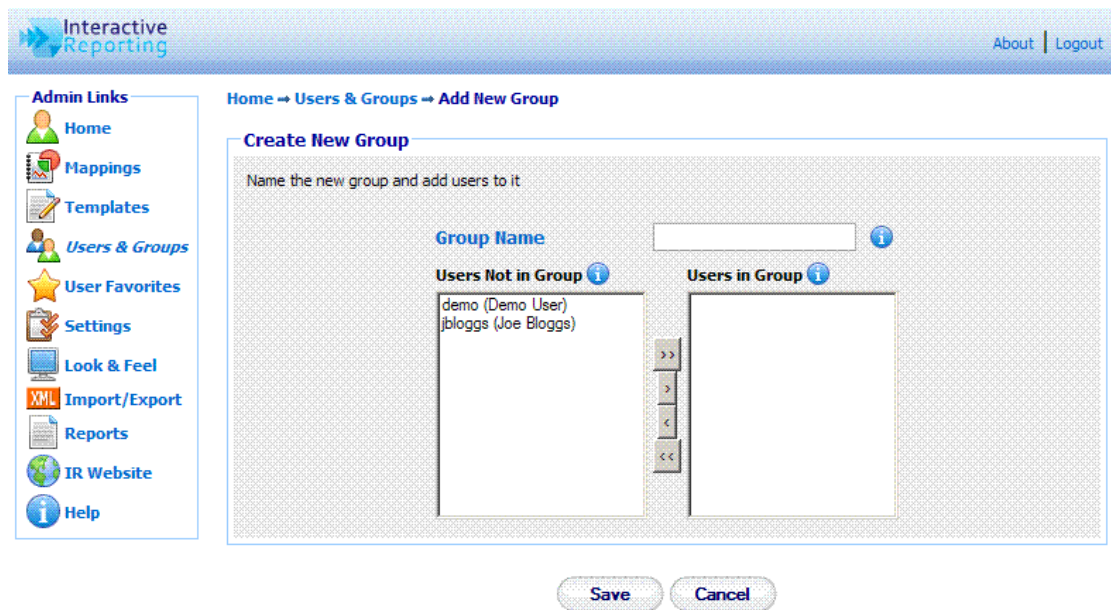 Interactive
Reporting
About | Logout
Admin Links
Home
Mappings
Templates
Users & Groups
User Favorites
Settings
Look & Feel
XML Import/Export
Reports
IR Website
i Help
Home → Users & Groups → Add New Group
Create New Group
Name the new group and add users to it
Group Name i
Users Not in Group i Users in Group i
demo (Demo User)
jbloggs (Joe Bloggs)
>>
>
<
<<
Save Cancel